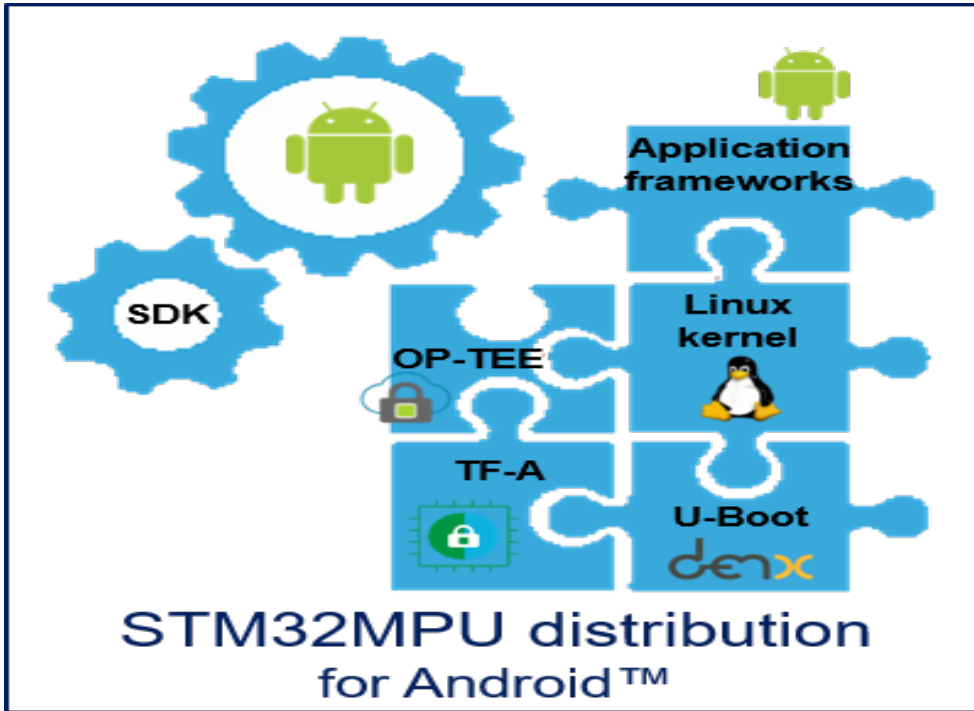 Application
frameworks
SDK
Linux
kernel
OP-TEE
TF-A
U-Boot
denx
STM32MPU distribution
for Android™